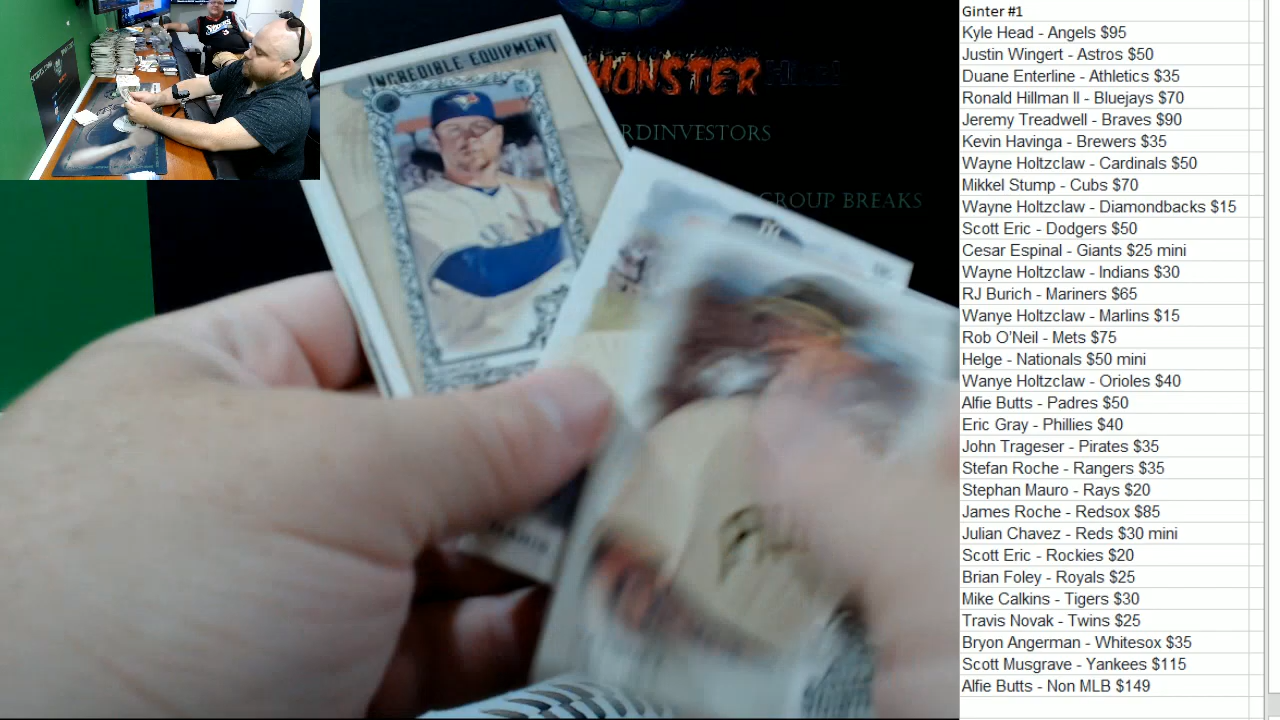 INCREDIBLE EQUIPMENT
MONSTER
RDINVESTORS
GROUP BREAKS
Ginter #1
Kyle Head - Angels $95
Justin Wingert - Astros $50
Duane Enterline - Athletics $35
Ronald Hillman ll - Bluejays $70
Jeremy Treadwell - Braves $90
Kevin Havinga - Brewers $35
Wayne Holtzclaw - Cardinals $50
Mikkel Stump - Cubs $70
Wayne Holtzclaw - Diamondbacks $15
Scott Eric - Dodgers $50
Cesar Espinal - Giants $25 mini
Wayne Holtzclaw - Indians $30
RJ Burich - Mariners $65
Wanye Holtzclaw - Marlins $15
Rob O'Neil - Mets $75
Helge - Nationals $50 mini
Wanye Holtzclaw - Orioles $40
Alfie Butts - Padres $50
Eric Gray - Phillies $40
John Trageser - Pirates $35
Stefan Roche - Rangers $35
Stephan Mauro - Rays $20
James Roche - Redsox $85
Julian Chavez - Reds $30 mini
Scott Eric - Rockies $20
Brian Foley - Royals $25
Mike Calkins - Tigers $30
Travis Novak - Twins $25
Bryon Angerman - Whitesox $35
Scott Musgrave - Yankees $115
Alfie Butts - Non MLB $149